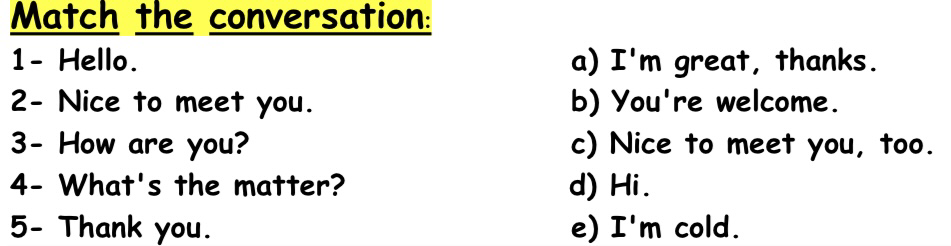 Match the conversation:
1- Hello. a) I'm great, thanks.
2- Nice to meet you. b) You're welcome.
3- How are you? c) Nice to meet you, too.
4- What's the matter? d) Hi.
5- Thank you. e) I'm cold.